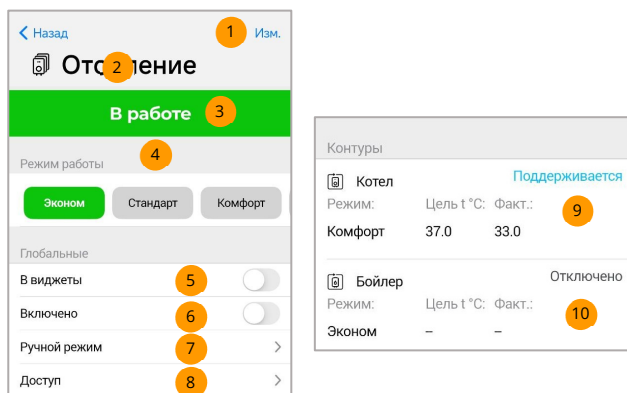 Назад
1
Изм.
2
В работе 3
Режим работы 4
Эконом Стандарт Комфорт
Глобальные
В виджеты 5
Включено 6
Ручной режим 7
Доступ 8
Контуры
Котел Поддерживается
Режим: Цель t °C: Факт.: 9
Комфорт 37.0 33.0
Бойлер Отключено
Режим: Цель t °C: Факт.: 10
Эконом – –